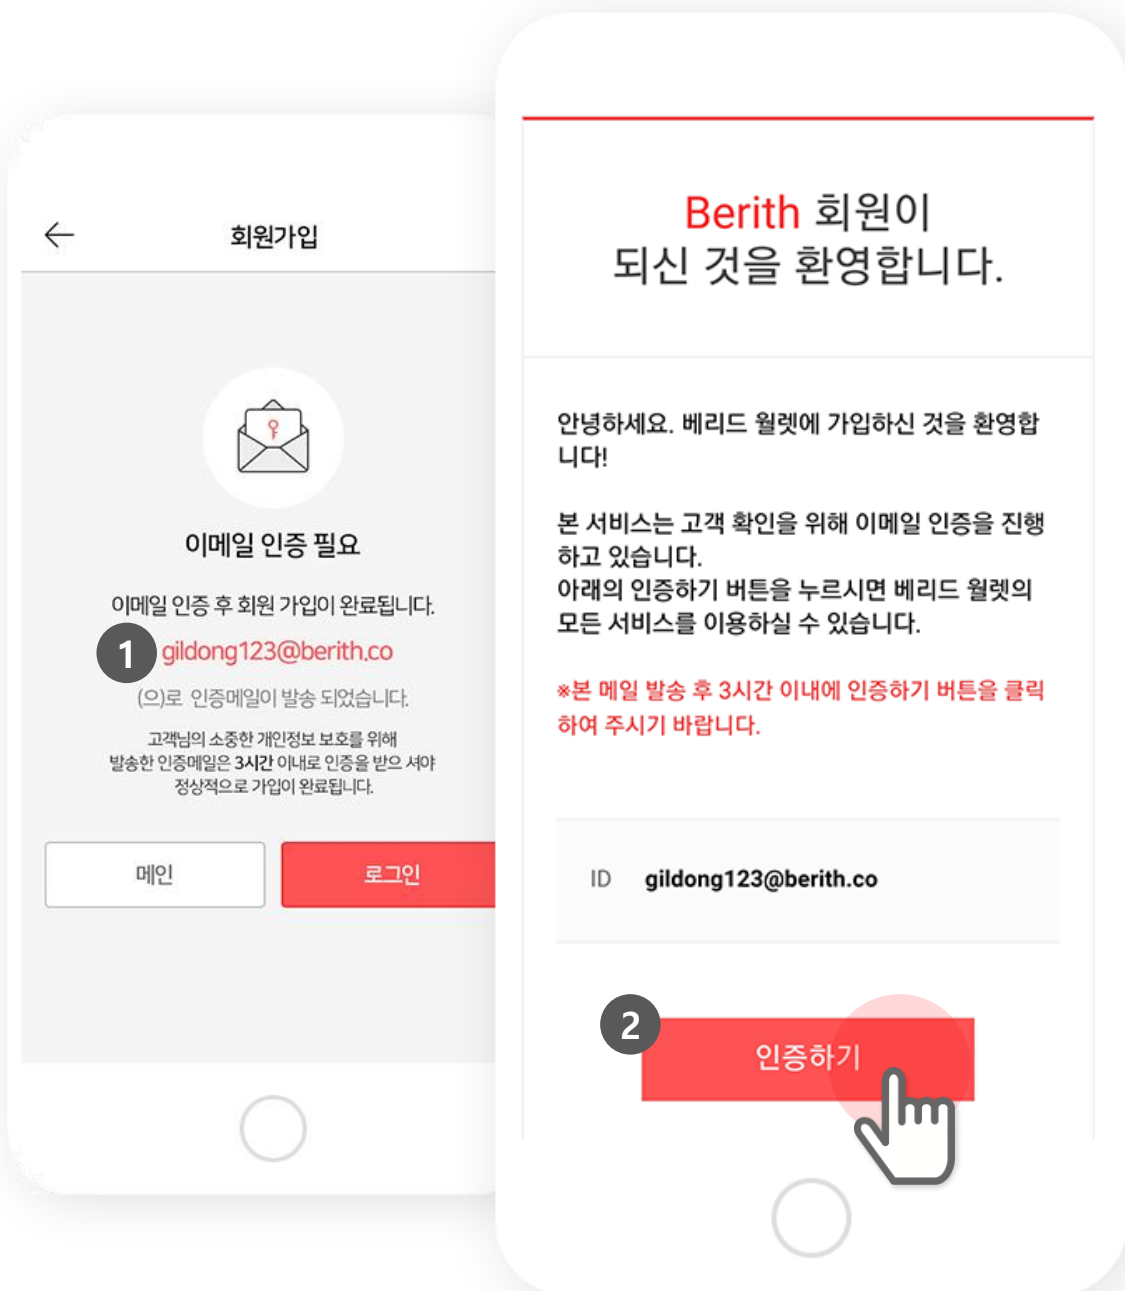 회원가입
이메일 인증 필요
이메일 인증 후 회원 가입이 완료됩니다.
1
gildong123@berith.co
(으)로 인증메일이 발송 되었습니다.
고객님의 소중한 개인정보 보호를 위해
발송한 인증메일은 3시간 이내로 인증을 받으 셔야
정상적으로 가입이 완료됩니다.
메인
로그인
Berith 회원이
되신 것을 환영합니다.
안녕하세요. 베리드 월렛에 가입하신 것을 환영합
니다!
본 서비스는 고객 확인을 위해 이메일 인증을 진행
하고 있습니다.
아래의 인증하기 버튼을 누르시면 베리드 월렛의
모든 서비스를 이용하실 수 있습니다.
※본 메일 발송 후 3시간 이내에 인증하기 버튼을 클릭
하여 주시기 바랍니다.
ID gildong123@berith.co
2
인증하기